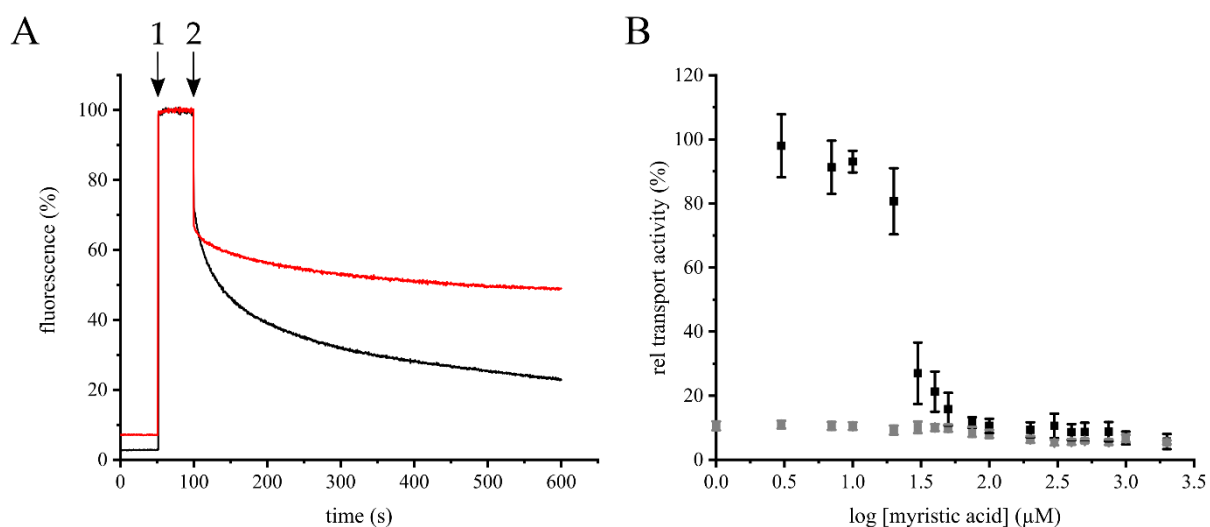 A
1 2
100
80
60
40
20
0
fluorescence (%)
0 100 200 300 400 500 600
time (s)
B
120
100
80
60
40
20
0
rel transport activity (%)
0.0 0.5 1.0 1.5 2.0 2.5 3.0 3.5
log [myristic acid] (µM)